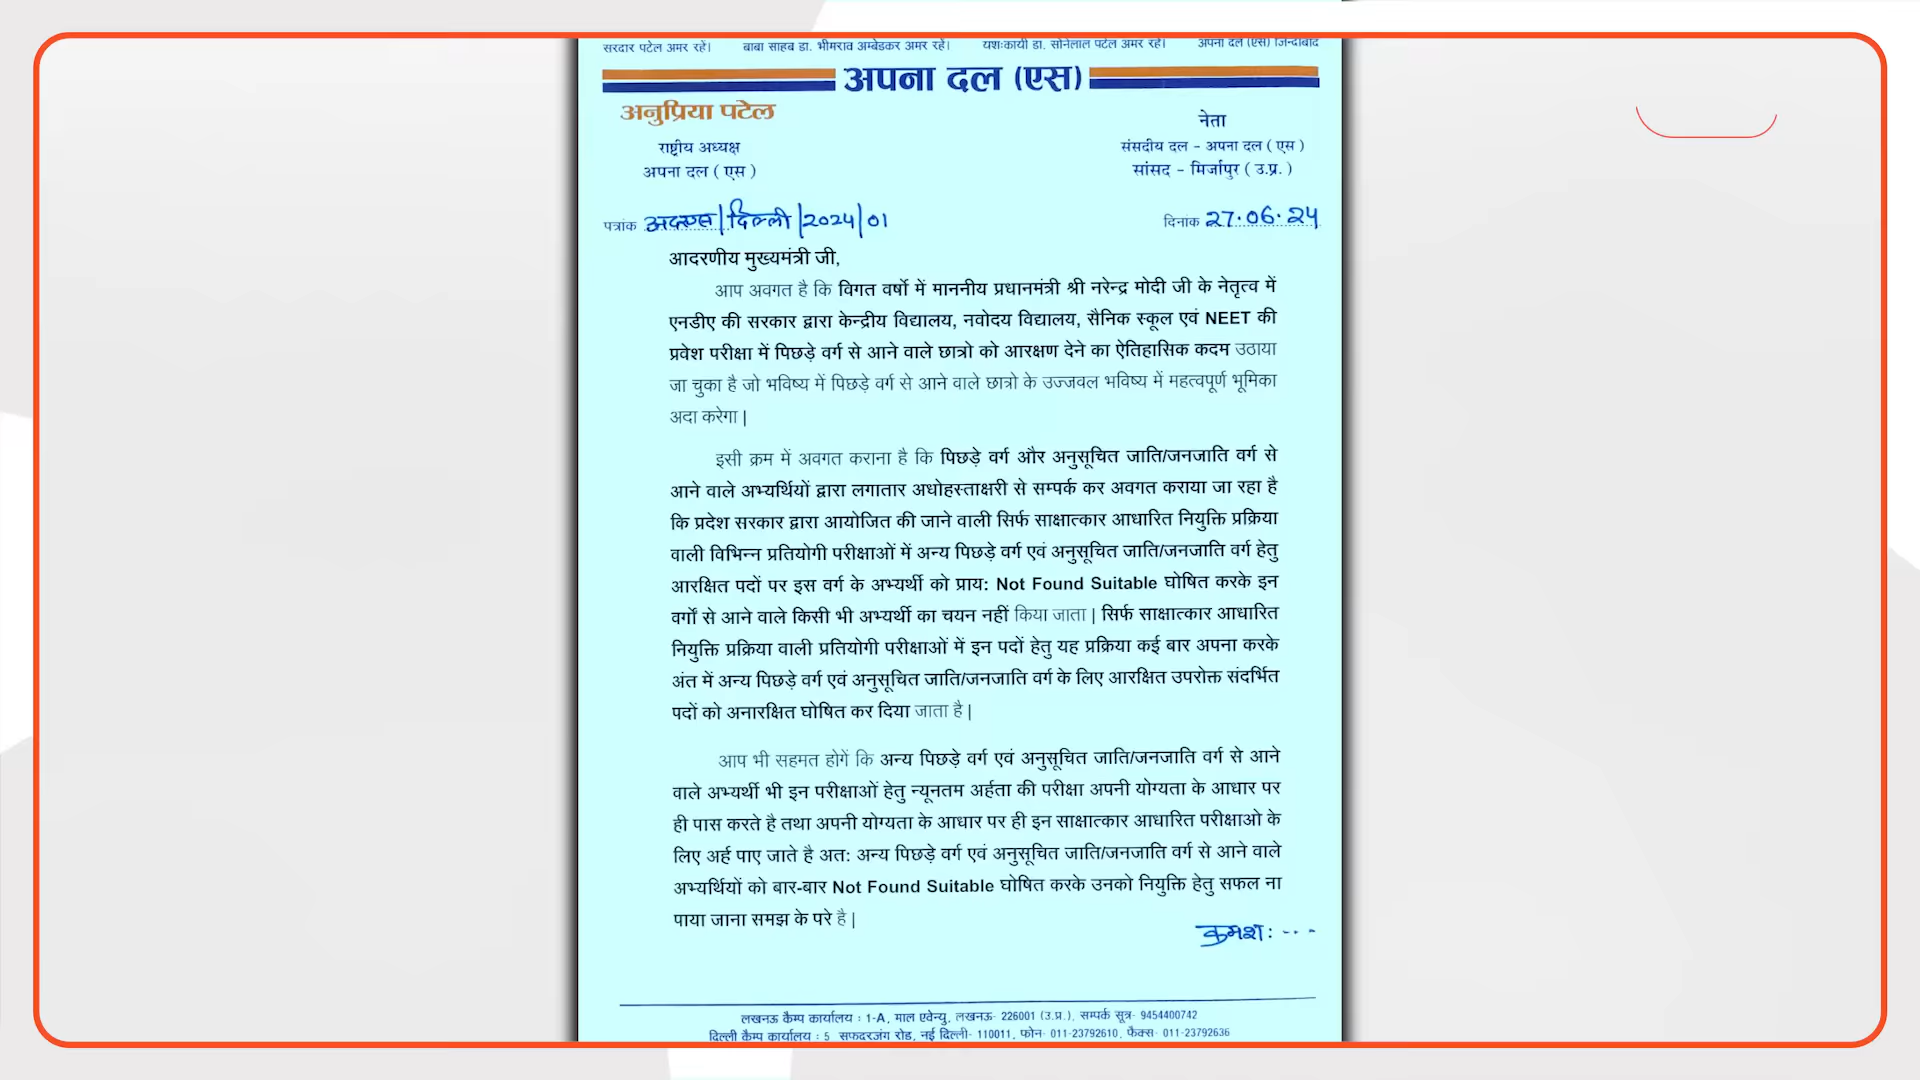 सरदार पटेल अमर रहें। बाबा साहब डा. भीमराव अम्बेडकर अमर रहें। यशःकायी डा. सोनेलाल पटेल अमर रहें। अपना दल (एस) जिन्दाबाद
अपना दल (एस)
अनुप्रिया पटेल
राष्ट्रीय अध्यक्ष
अपना दल ( एस )
नेता
संसदीय दल - अपना दल ( एस )
सांसद - मिर्जापुर ( उ.प्र. )
पत्रांक अदएस/दिल्ली/2024/01 दिनांक 27.06.24
आदरणीय मुख्यमंत्री जी,
आप अवगत है कि विगत वर्षो में माननीय प्रधानमंत्री श्री नरेन्द्र मोदी जी के नेतृत्व में
एनडीए की सरकार द्वारा केन्द्रीय विद्यालय, नवोदय विद्यालय, सैनिक स्कूल एवं NEET की
प्रवेश परीक्षा में पिछड़े वर्ग से आने वाले छात्रो को आरक्षण देने का ऐतिहासिक कदम उठाया
जा चुका है जो भविष्य में पिछड़े वर्ग से आने वाले छात्रो के उज्जवल भविष्य में महत्वपूर्ण भूमिका
अदा करेगा |
इसी क्रम में अवगत कराना है कि पिछड़े वर्ग और अनुसूचित जाति/जनजाति वर्ग से
आने वाले अभ्यर्थियों द्वारा लगातार अधोहस्ताक्षरी से सम्पर्क कर अवगत कराया जा रहा है
कि प्रदेश सरकार द्वारा आयोजित की जाने वाली सिर्फ साक्षात्कार आधारित नियुक्ति प्रक्रिया
वाली विभिन्न प्रतियोगी परीक्षाओं में अन्य पिछड़े वर्ग एवं अनुसूचित जाति/जनजाति वर्ग हेतु
आरक्षित पदों पर इस वर्ग के अभ्यर्थी को प्राय: Not Found Suitable घोषित करके इन
वर्गों से आने वाले किसी भी अभ्यर्थी का चयन नहीं किया जाता | सिर्फ साक्षात्कार आधारित
नियुक्ति प्रक्रिया वाली प्रतियोगी परीक्षाओं में इन पदों हेतु यह प्रक्रिया कई बार अपना करके
अंत में अन्य पिछड़े वर्ग एवं अनुसूचित जाति/जनजाति वर्ग के लिए आरक्षित उपरोक्त संदर्भित
पदों को अनारक्षित घोषित कर दिया जाता है |
आप भी सहमत होगें कि अन्य पिछड़े वर्ग एवं अनुसूचित जाति/जनजाति वर्ग से आने
वाले अभ्यर्थी भी इन परीक्षाओं हेतु न्यूनतम अर्हता की परीक्षा अपनी योग्यता के आधार पर
ही पास करते है तथा अपनी योग्यता के आधार पर ही इन साक्षात्कार आधारित परीक्षाओ के
लिए अर्ह पाए जाते है अत: अन्य पिछड़े वर्ग एवं अनुसूचित जाति/जनजाति वर्ग से आने वाले
अभ्यर्थियों को बार-बार Not Found Suitable घोषित करके उनको नियुक्ति हेतु सफल ना
पाया जाना समझ के परे है |
क्रमशः ---
लखनऊ कैम्प कार्यालय : 1-A, माल एवेन्यु, लखनऊ- 226001 (उ.प्र.), सम्पर्क सूत्र- 9454400742
दिल्ली कैम्प कार्यालय : 5 सफदरजंग रोड, नई दिल्ली- 110011, फोन- 011-23792610, फैक्स- 011-23792636